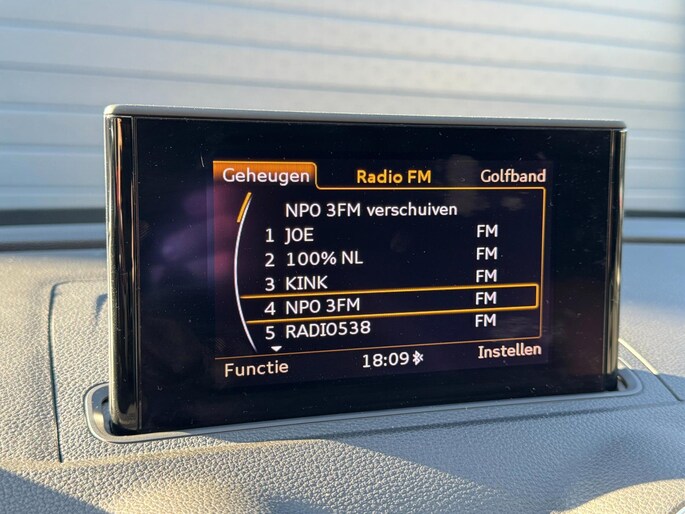 Geheugen Radio FM Golfband
NPO 3FM verschuiven
1 JOE FM
2 100% NL FM
3 KINK FM
4 NPO 3FM FM
5 RADIO538 FM
Functie 18:09 Instellen